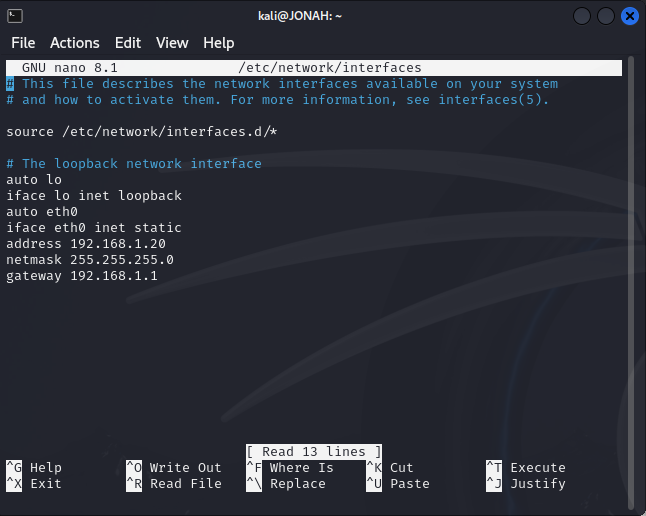 kali@JONAH: ~
File Actions Edit View Help
GNU nano 8.1 /etc/network/interfaces
# This file describes the network interfaces available on your system
# and how to activate them. For more information, see interfaces(5).
source /etc/network/interfaces.d/*
# The loopback network interface
auto lo
iface lo inet loopback
auto eth0
iface eth0 inet static
address 192.168.1.20
netmask 255.255.255.0
gateway 192.168.1.1
[ Read 13 lines ]
^G Help ^O Write Out ^F Where Is ^K Cut ^T Execute
^X Exit ^R Read File ^\ Replace ^U Paste ^J Justify